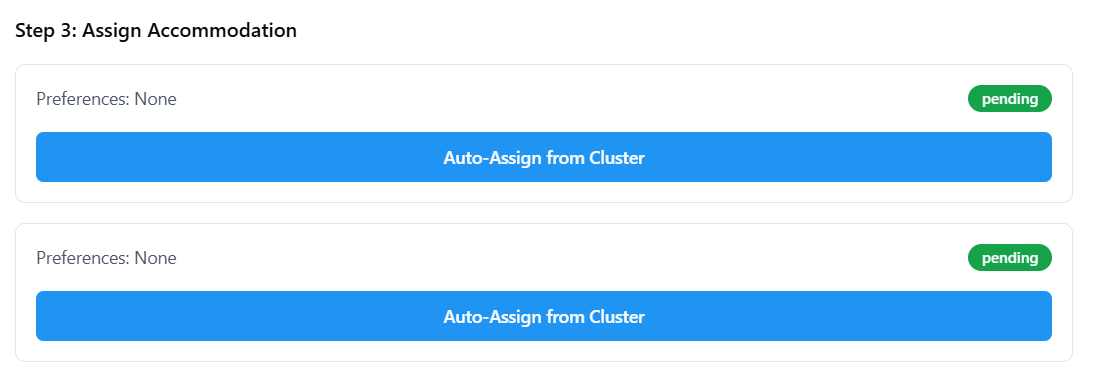 Step 3: Assign Accommodation
Preferences: None
pending
Auto-Assign from Cluster
Preferences: None
pending
Auto-Assign from Cluster